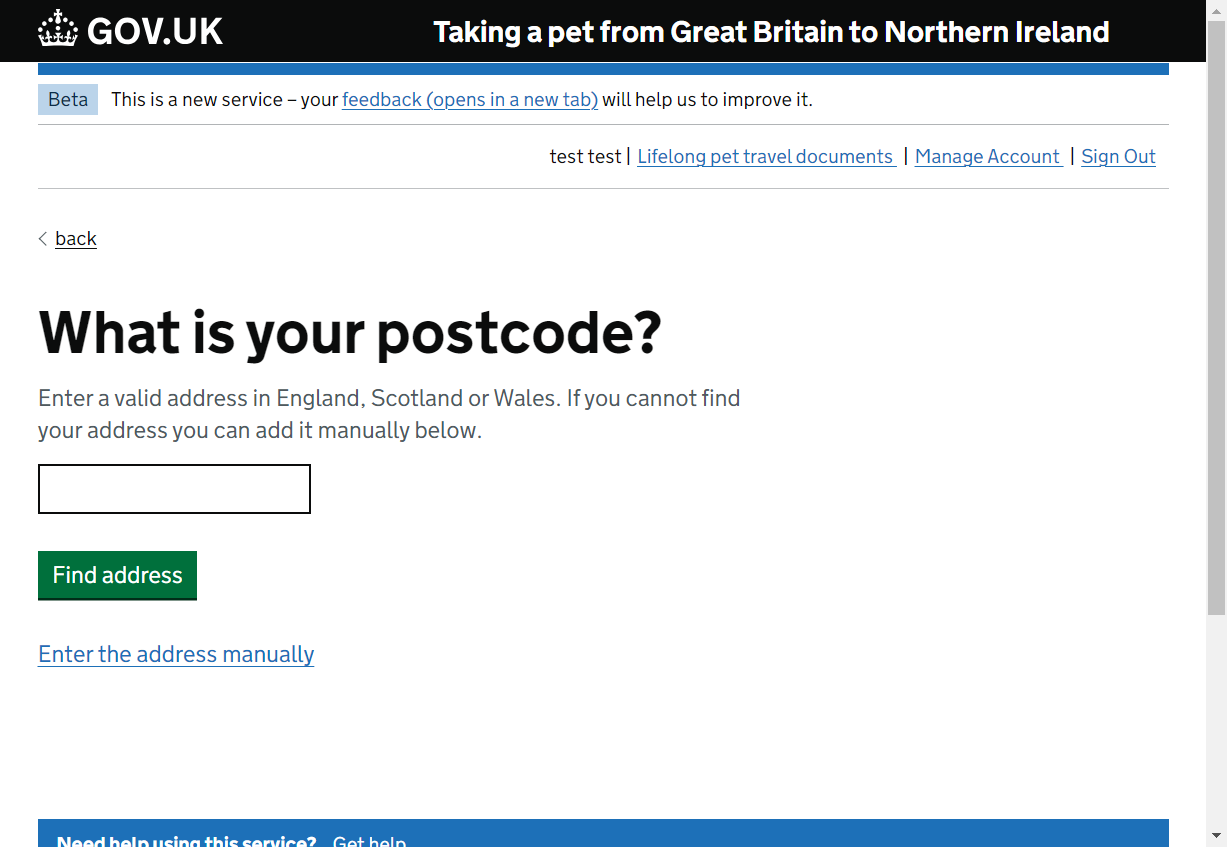 GOV.UK Taking a pet from Great Britain to Northern Ireland
Beta This is a new service – your feedback (opens in a new tab) will help us to improve it.
test test | Lifelong pet travel documents | Manage Account | Sign Out
back
What is your postcode?
Enter a valid address in England, Scotland or Wales. If you cannot find
your address you can add it manually below.
Find address
Enter the address manually
Need help using this service? Get help